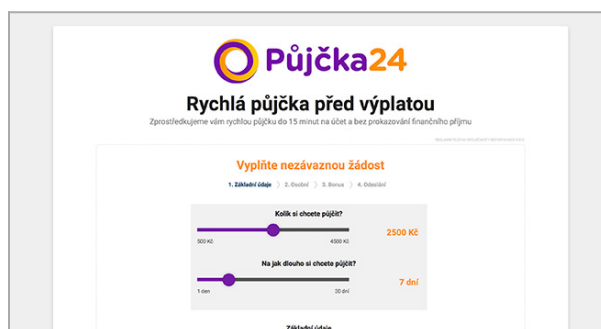 Půjčka24
Rychlá půjčka před výplatou
Zprostředkujeme vám rychlou půjčku do 15 minut na účet a bez prokazování finančního příjmu
Vyplňte nezávaznou žádost
1. Základní údaje 2. Osobní 3. Bonus 4. Odeslání
Kolik si chcete půjčit?
2500 Kč
500 Kč 4500 Kč
Na jak dlouho si chcete půjčit?
7 dní
1 den 30 dní
Základní údaje